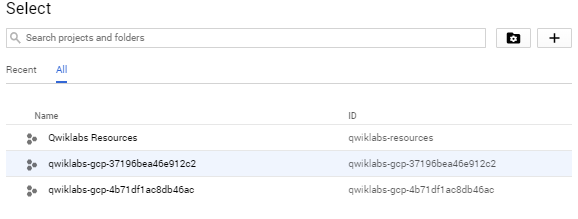 Select
Search projects and folders
Recent All
Name ID
Qwiklabs Resources qwiklabs-resources
qwiklabs-gcp-37196bea46e912c2 qwiklabs-gcp-37196bea46e912c2
qwiklabs-gcp-4b71df1ac8db46ac qwiklabs-gcp-4b71df1ac8db46ac